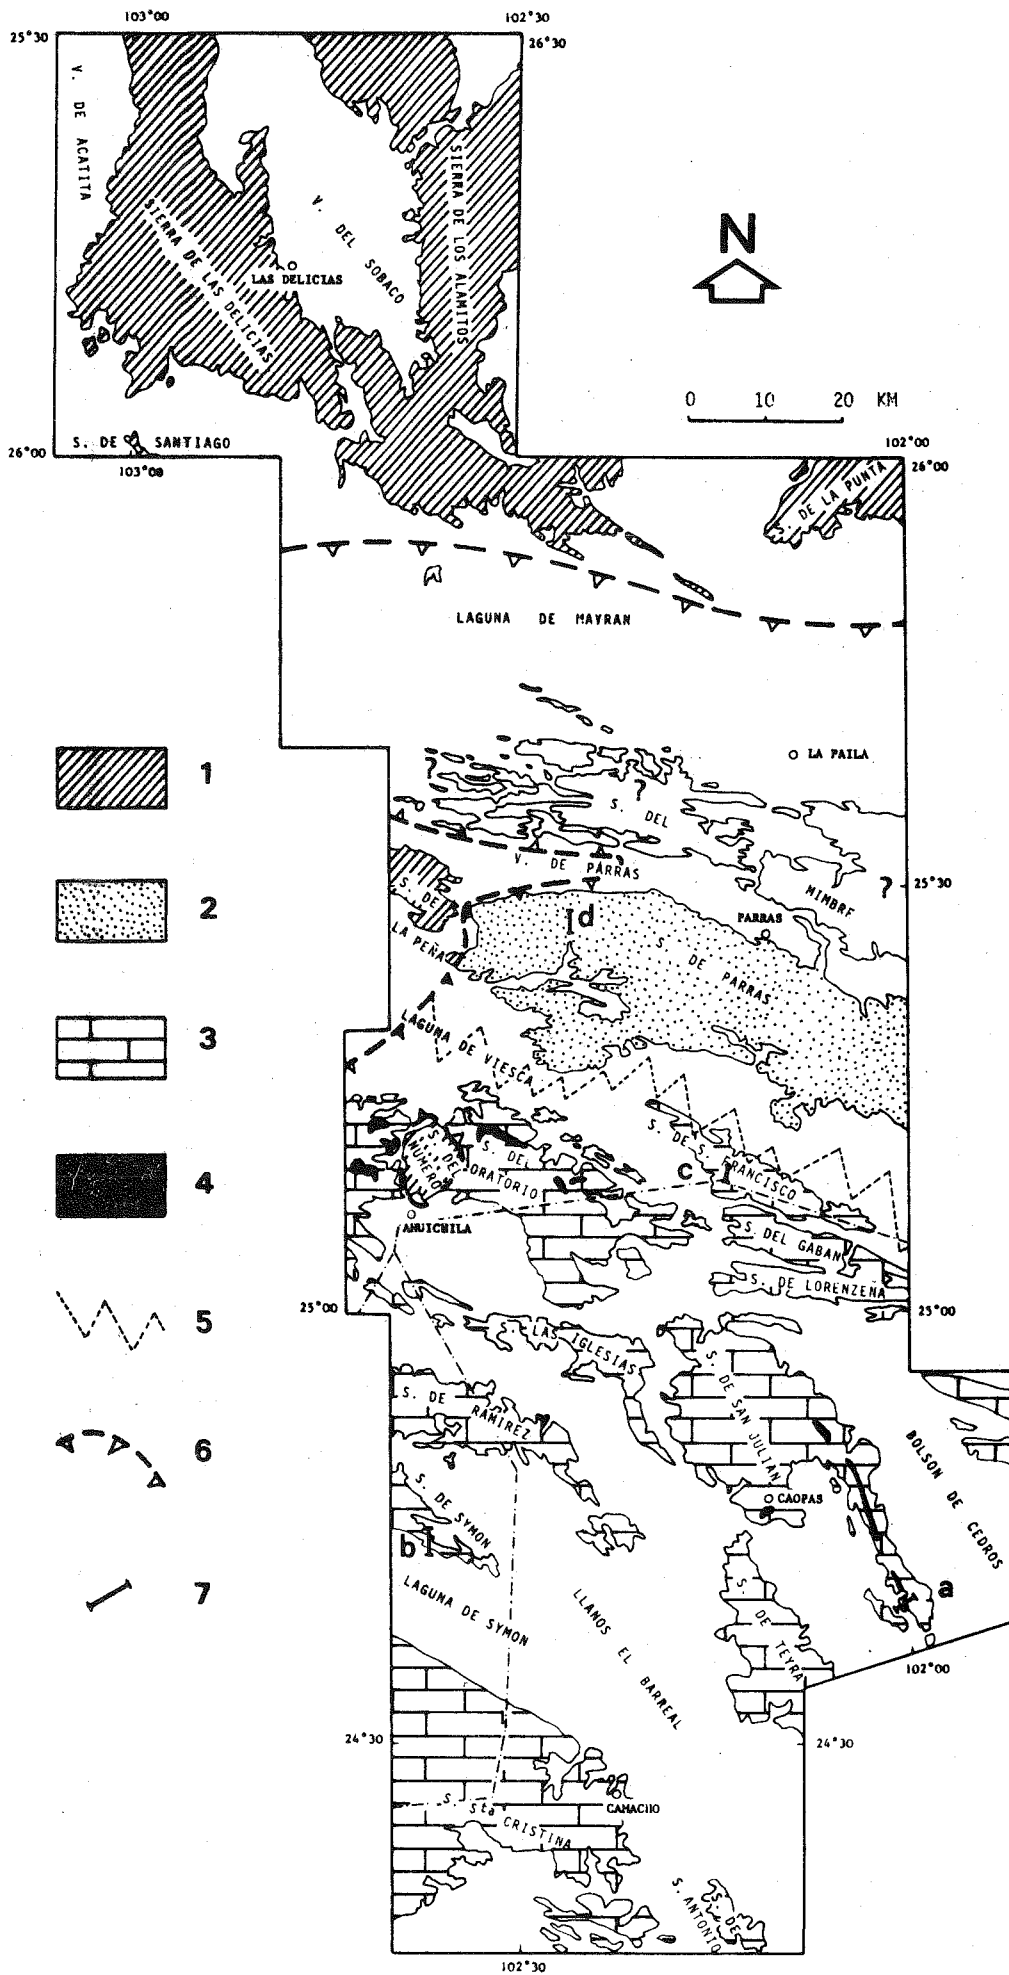 103°00
102°30
25°30
26°30
V. DE ACATITA
SIERRA DE LAS DELICIAS
LAS DELICIAS
V. DEL SOBACO
SIERRA DE LOS ALAMITOS
N
0 10 20 KM
S. DE SANTIAGO
26°00
103°00
102°00
26°00
S. DE LA PUNTA
LAGUNA DE MAYRAN
LA PAILA
1
?
?
S. DEL
MIMBRE
?
V. DE PARRAS
25°30
2
S. DE
LA PEÑA
d
PARRAS
S. DE PARRAS
3
LAGUNA DE VIESCA
4
S. DEL
NUMERO
S. DEL
ORATORIO
S. DE S. FRANCISCO
c
AHUICHILA
S. DEL GABAN
S. DE LORENZEÑA
25°00
25°00
5
S. LAS IGLESIAS
S. DE SAN JULIAN
S. DE RAMIREZ
6
BOLSON DE CEDROS
S. DE SYMON
CAOPAS
b
7
LAGUNA DE SYMON
LLANOS EL BARREAL
S. DE TEYRA
a
102°00
24°30
24°30
CAMACHO
S. Sta CRISTINA
S. DE
S. ANTONIO
102°30